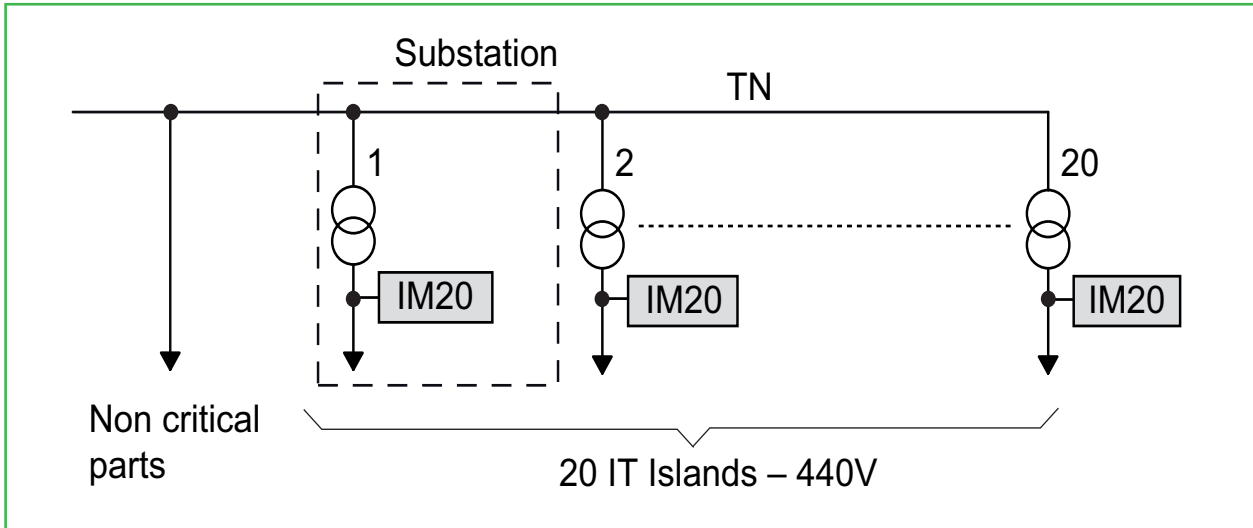 Substation
TN
1
2
20
IM20
IM20
IM20
Non critical
parts
20 IT Islands – 440V